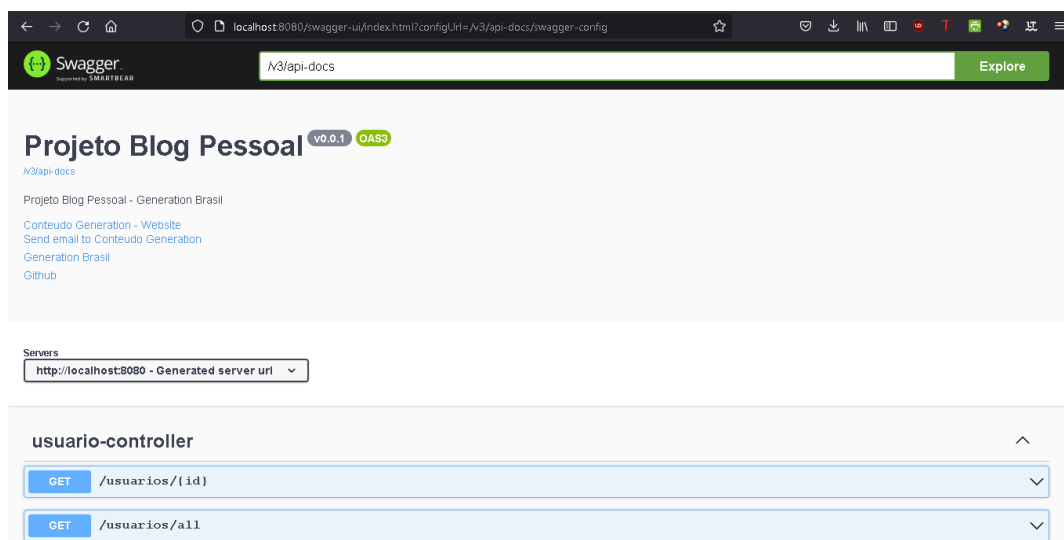 localhost:8080/swagger-ui/index.html?configUrl=/v3/api-docs/swagger-config
Swagger.
Supported by SMARTBEAR
/v3/api-docs
Explore
Projeto Blog Pessoal v0.0.1 OAS3
/v3/api-docs
Projeto Blog Pessoal - Generation Brasil
Conteudo Generation - Website
Send email to Conteudo Generation
Generation Brasil
Github
Servers
http://localhost:8080 - Generated server url
usuario-controller
GET /usuarios/{id}
GET /usuarios/all